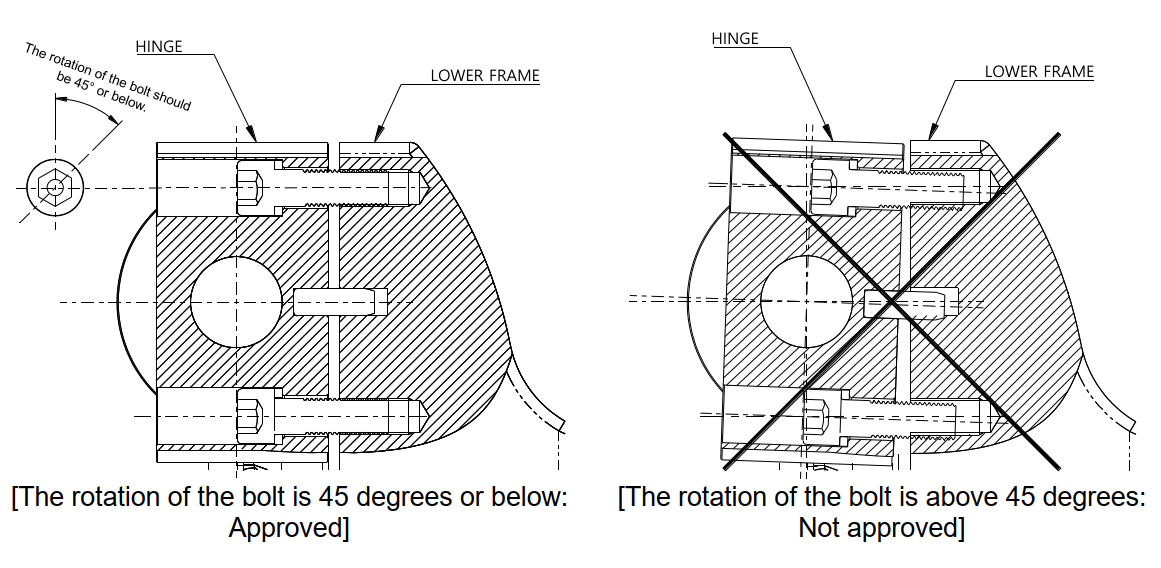 The rotation of the bolt should
be 45° or below.
HINGE
LOWER FRAME
HINGE
LOWER FRAME
[The rotation of the bolt is 45 degrees or below:
Approved]
[The rotation of the bolt is above 45 degrees:
Not approved]